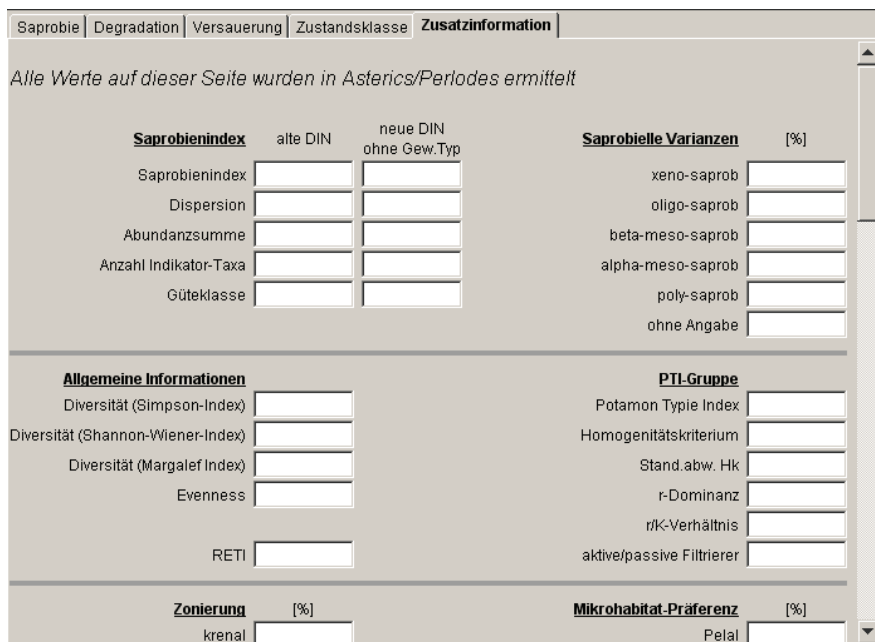 Saprobie Degradation Versauerung Zustandsklasse Zusatzinformation
Alle Werte auf dieser Seite wurden in Asterics/Perlodes ermittelt
Saprobienindex alte DIN neue DIN ohne Gew.Typ
Saprobienindex
Dispersion
Abundanzsumme
Anzahl Indikator-Taxa
Güteklasse
Saprobielle Varianzen [%]
xeno-saprob
oligo-saprob
beta-meso-saprob
alpha-meso-saprob
poly-saprob
ohne Angabe
Allgemeine Informationen
Diversität (Simpson-Index)
Diversität (Shannon-Wiener-Index)
Diversität (Margalef Index)
Evenness
RETI
PTI-Gruppe
Potamon Typie Index
Homogenitätskriterium
Stand.abw. Hk
r-Dominanz
r/K-Verhältnis
aktive/passive Filtrierer
Zonierung [%]
krenal
Mikrohabitat-Präferenz [%]
Pelal